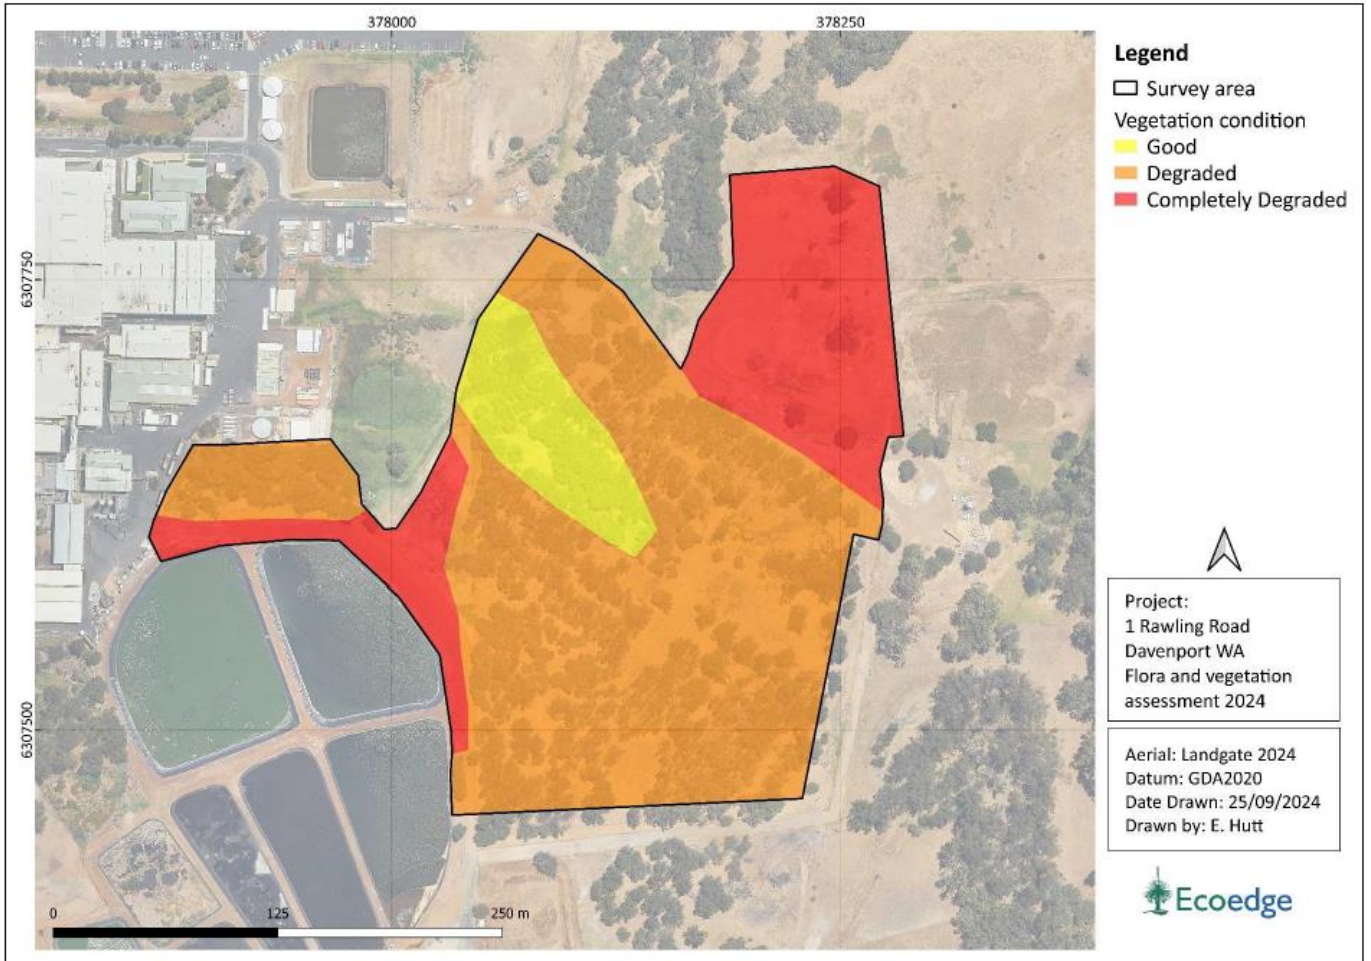 378000
378250
6307750
6307500
0 125 250 m
Legend
Survey area
Vegetation condition
Good
Degraded
Completely Degraded
Project:
1 Rawling Road
Davenport WA
Flora and vegetation
assessment 2024
Aerial: Landgate 2024
Datum: GDA2020
Date Drawn: 25/09/2024
Drawn by: E. Hutt
Ecoedge